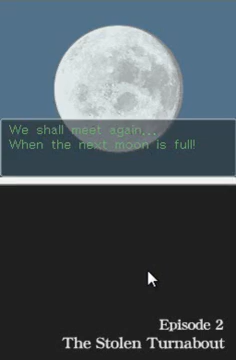 We shall meet again...
When the next moon is full!
Episode 2
The Stolen Turnabout